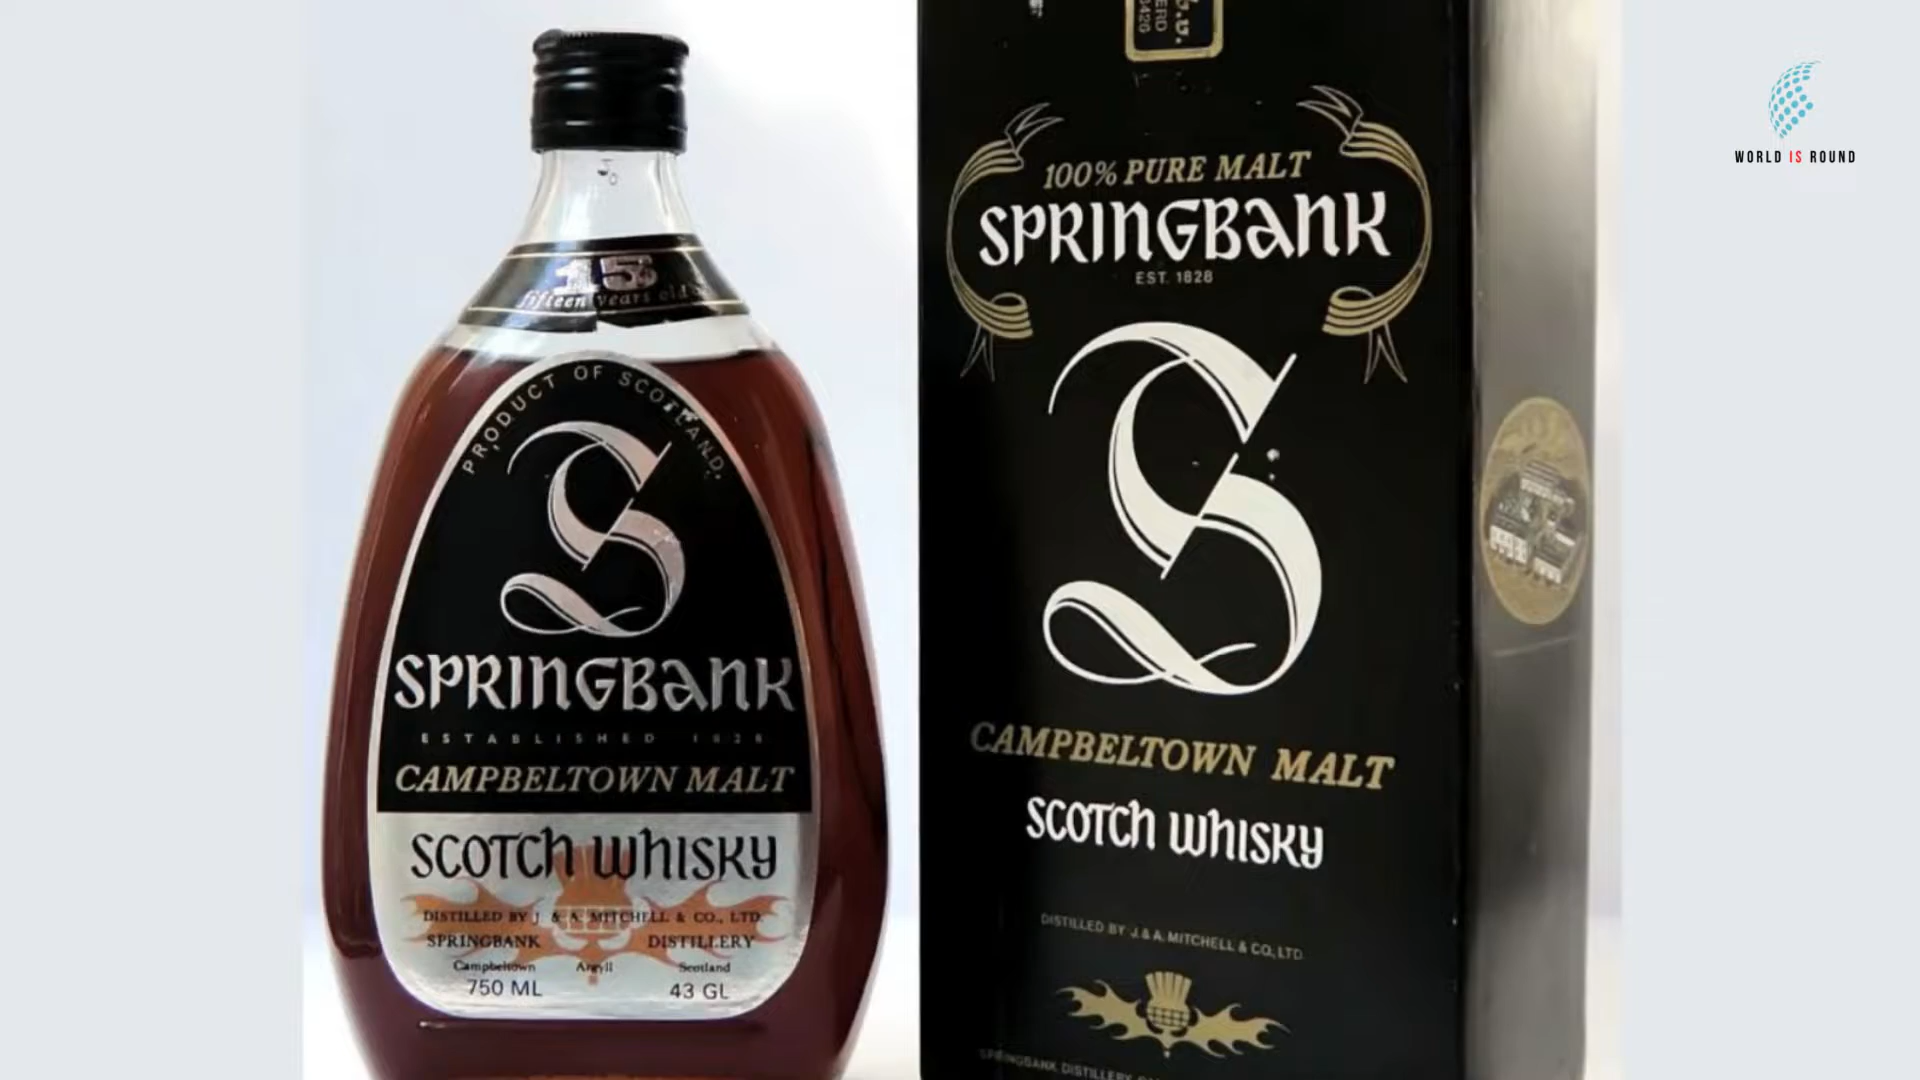 15
fifteen years old
PRODUCT OF SCOTLAND.
S
SPRINGBANK
ESTABLISHED 1828
CAMPBELTOWN MALT
SCOTCH WHISKY
DISTILLED BY J. & A. MITCHELL & CO., LTD.
SPRINGBANK DISTILLERY
Campbeltown Argyll Scotland
750 ML 43 GL
100% PURE MALT
SPRINGBANK
EST. 1828
S
CAMPBELTOWN MALT
SCOTCH WHISKY
DISTILLED BY J. & A. MITCHELL & CO., LTD.
SPRINGBANK DISTILLERY,
WORLD IS ROUND